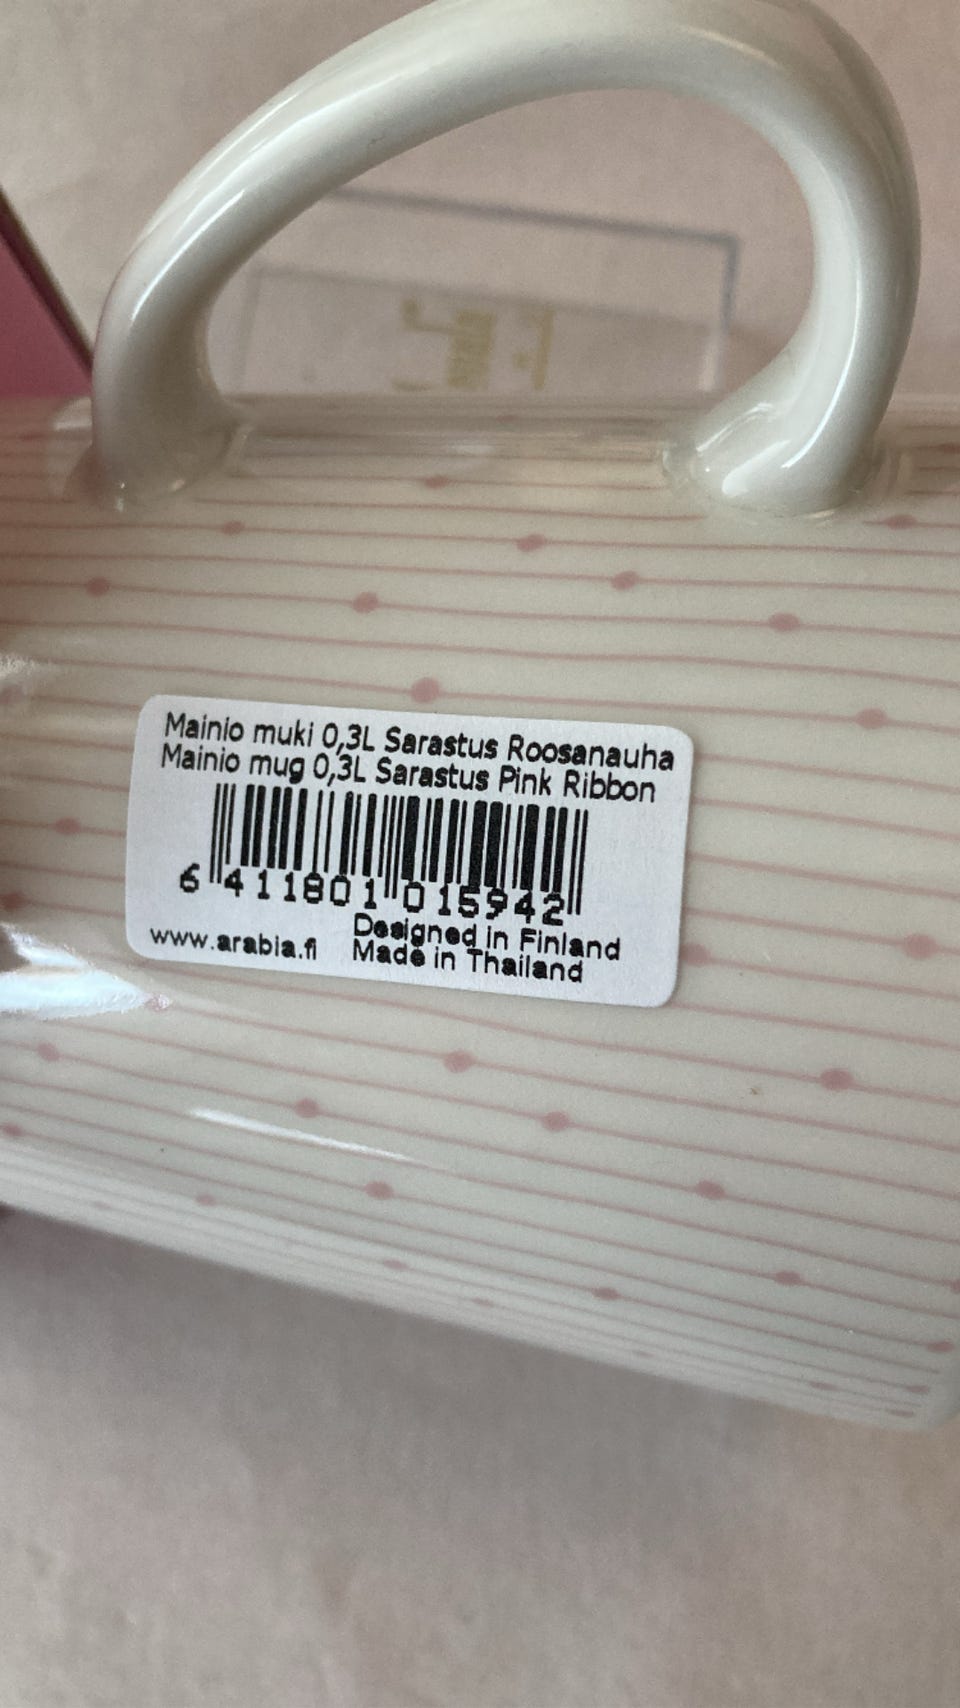 Mainio muki 0,3L Sarastus Roosanauha
Mainio mug 0,3L Sarastus Pink Ribbon
6 411801 015942
www.arabia.fi
Designed in Finland
Made in Thailand